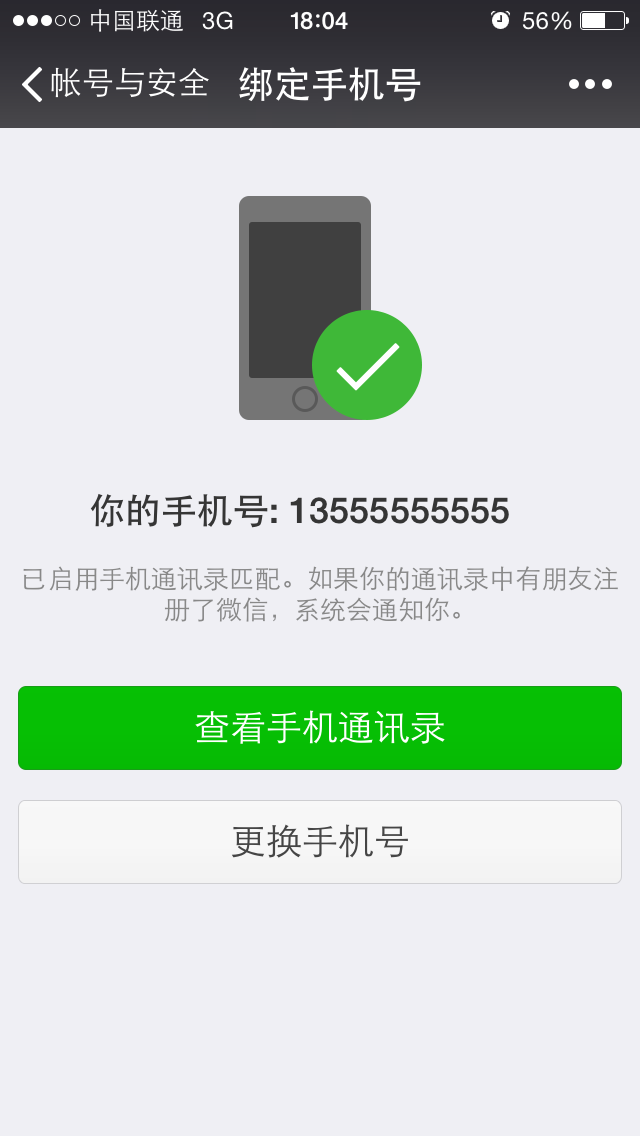 中国联通 3G 18:04 56%
帐号与安全 绑定手机号
你的手机号: 13555555555
已启用手机通讯录匹配。如果你的通讯录中有朋友注
册了微信，系统会通知你。
查看手机通讯录
更换手机号